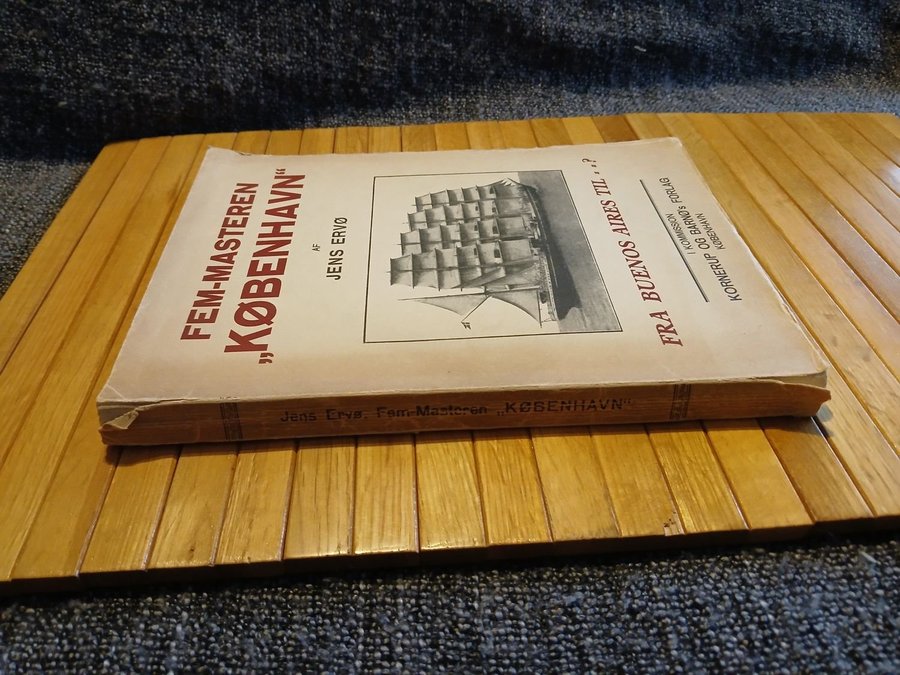 FEM-MASTEREN
„KØBENHAVN“
AF
JENS ERVØ
FRA BUENOS AIRES TIL . . ?
I KOMMISSION
KORNERUP OG BARNØs FORLAG
KØBENHAVN
Jens Ervø. Fem-Masteren „KØBENHAVN“